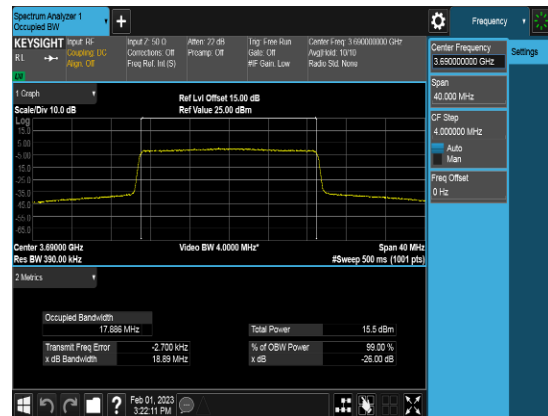 Spectrum Analyzer 1
Occupied BW
+
Frequency
KEYSIGHT
Input: RF
Input Z: 50 Ω
Atten: 22 dB
Trig: Free Run
Center Freq: 3.690000000 GHz
RL
Coupling: DC
Corrections: Off
Preamp: Off
Gate: Off
Avg|Hold: 10/10
Align: Off
Freq Ref: Int (S)
#IF Gain: Low
Radio Std: None
Center Frequency
3.690000000 GHz
Settings
Span
40.000 MHz
CF Step
4.000000 MHz
Auto
Man
Freq Offset
0 Hz
1 Graph
Ref Lvl Offset 15.00 dB
Scale/Div 10.0 dB
Ref Value 25.00 dBm
Log
15.0
5.00
-5.00
-15.0
-25.0
-35.0
-45.0
-55.0
-65.0
Center 3.69000 GHz
Video BW 4.0000 MHz*
Span 40 MHz
Res BW 390.00 kHz
#Sweep 500 ms (1001 pts)
2 Metrics
Occupied Bandwidth
17.886 MHz
Total Power
15.5 dBm
Transmit Freq Error
-2.700 kHz
% of OBW Power
99.00 %
x dB Bandwidth
18.89 MHz
x dB
-26.00 dB
?
Feb 01, 2023
3:22:11 PM